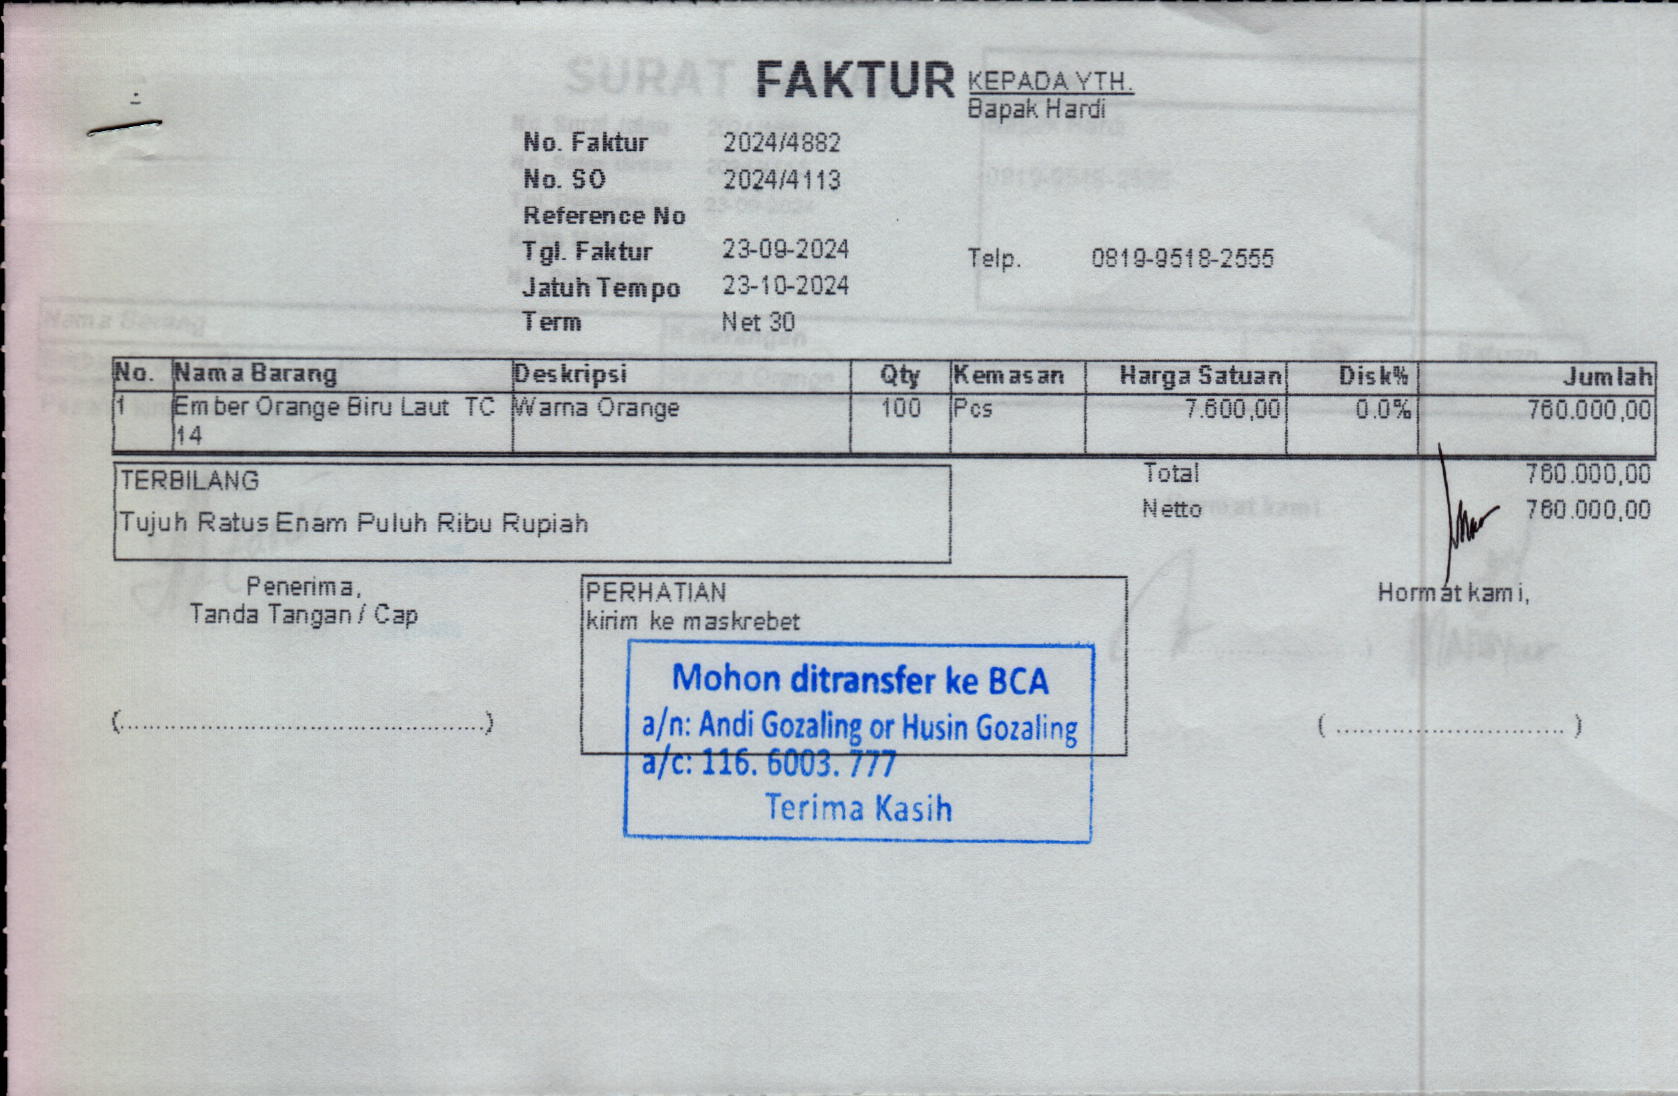 FAKTUR
KEPADA YTH.
Bapak Hardi
No. Faktur 2024/4882
No. SO 2024/4113
Reference No
Tgl. Faktur 23-09-2024
Telp. 0819-9518-2555
Jatuh Tempo 23-10-2024
Term Net 30
No. Nama Barang Deskripsi Qty Kemasan Harga Satuan Disk% Jumlah
1 Ember Orange Biru Laut TC Warna Orange 100 Pcs 7.600,00 0.0% 760.000,00
14
TERBILANG
Tujuh Ratus Enam Puluh Ribu Rupiah
Total 760.000,00
Netto 760.000,00
Penerima,
Tanda Tangan / Cap
(................................................)
PERHATIAN
kirim ke maskrebet
Mohon ditransfer ke BCA
a/n: Andi Gozaling or Husin Gozaling
a/c: 116. 6003. 777
Terima Kasih
Hormat kami,
(..............................)